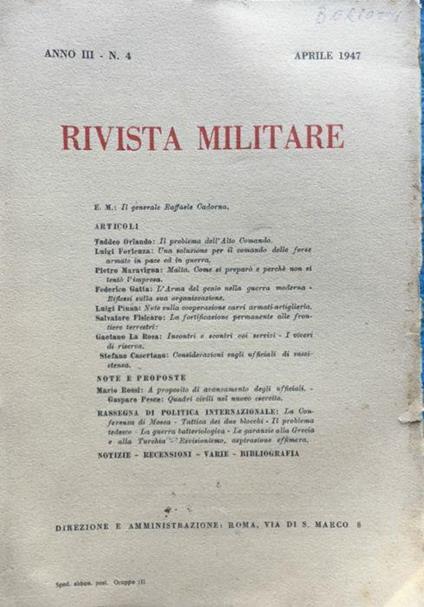 ANNO III - N. 4
APRILE 1947
RIVISTA MILITARE
E. M.: Il generale Raffaele Cadorna.
ARTICOLI
Taddeo Orlando: Il problema dell'Alto Comando.
Luigi Forlenza: Una soluzione per il comando delle forze
armate in pace ed in guerra.
Pietro Maravigna: Malta. Come si preparò e perchè non si
tentò l'impresa.
Federico Gatta: L'Arma del genio nella guerra moderna -
Riflessi sulla sua organizzazione.
Luigi Pinna: Note sulla cooperazione carri armati-artiglieria.
Salvatore Pelicaro: La fortificazione permanente alle fron-
tiere terrestri:
Gaetano La Rosa: Incontri e scontri coi servizi - I viveri
di riserva.
Stefano Casertano: Considerazioni sugli ufficiali di sussi-
stenza.
NOTE E PROPOSTE
Mario Rossi: A proposito di avanzamento degli ufficiali. -
Gaspare Pesce: Quadri civili nel nuovo esercito.
RASSEGNA DI POLITICA INTERNAZIONALE: La Con-
ferenza di Mosca - Tattica dei due blocchi - Il problema
tedesco - La guerra batteriologica - Le garanzie alla Grecia
e alla Turchia - Revisionismo, aspirazione effimera.
NOTIZIE - RECENSIONI - VARIE - BIBLIOGRAFIA
DIREZIONE E AMMINISTRAZIONE: ROMA, VIA DI S. MARCO 8
Sped. abbon. post. Gruppo III